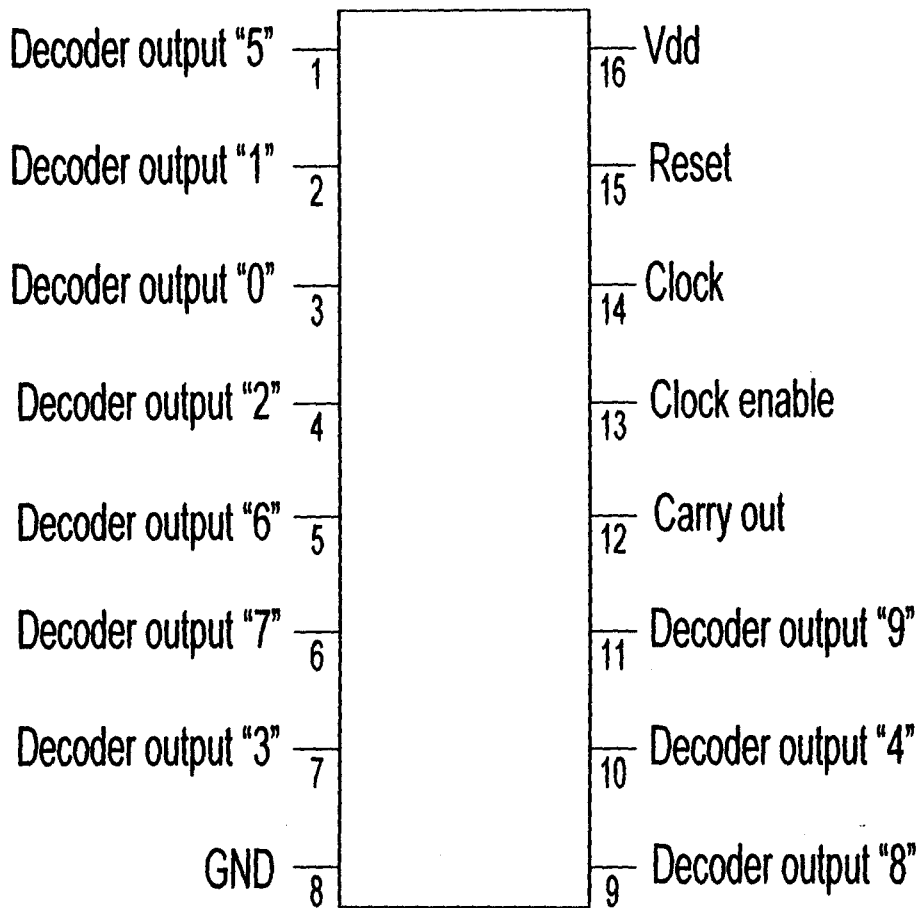 Decoder output “5” 1
Decoder output “1” 2
Decoder output “0” 3
Decoder output “2” 4
Decoder output “6” 5
Decoder output “7” 6
Decoder output “3” 7
GND 8
16 Vdd
15 Reset
14 Clock
13 Clock enable
12 Carry out
11 Decoder output “9”
10 Decoder output “4”
9 Decoder output “8”